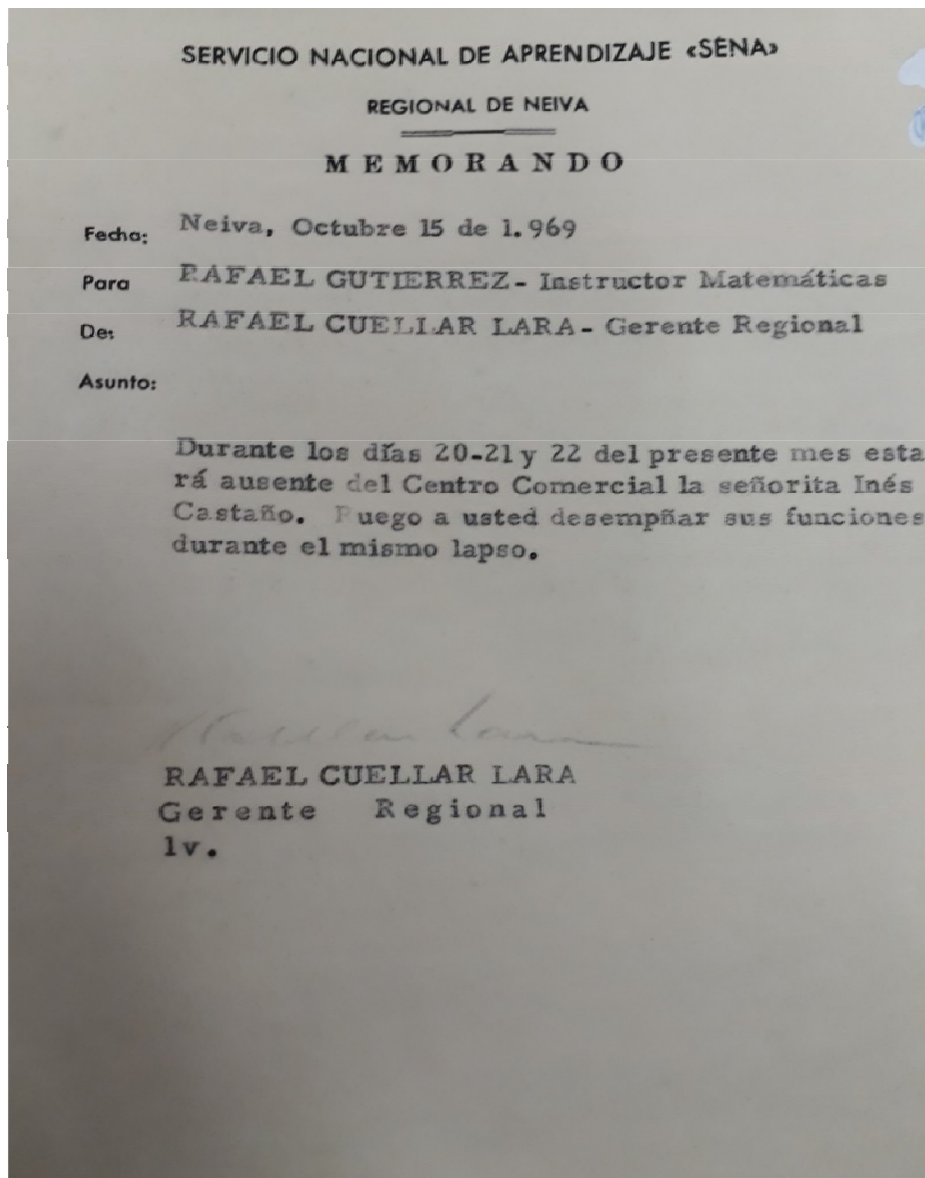 SERVICIO NACIONAL DE APRENDIZAJE «SENA»
REGIONAL DE NEIVA
MEMORANDO
Fecha: Neiva, Octubre 15 de 1.969
Para RAFAEL GUTIERREZ- Instructor Matemáticas
De: RAFAEL CUELLAR LARA- Gerente Regional
Asunto:
Durante los días 20-21 y 22 del presente mes esta
rá ausente del Centro Comercial la señorita Inés
Castaño. Ruego a usted desempñar sus funciones
durante el mismo lapso.
RAFAEL CUELLAR LARA
Gerente Regional
lv.